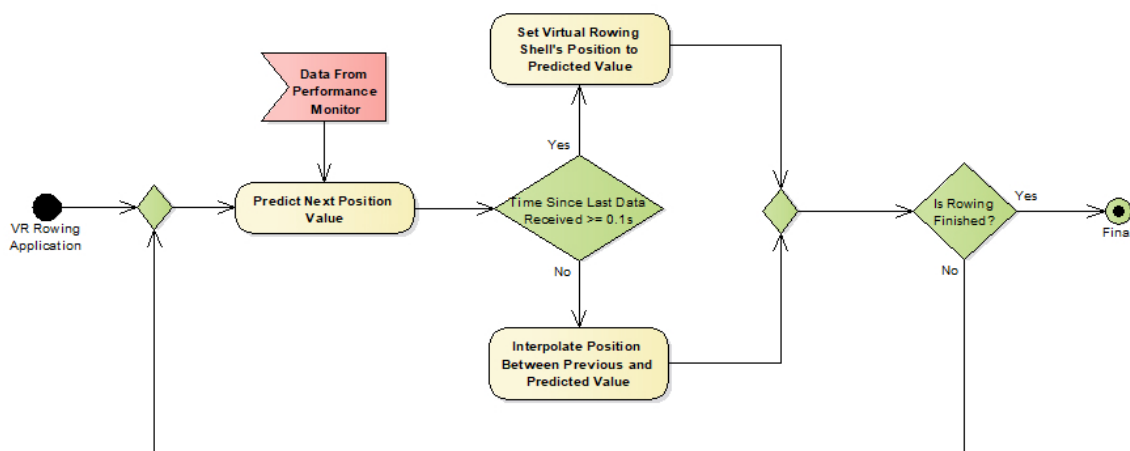 Set Virtual Rowing
Shell's Position to
Predicted Value
Data From
Performance
Monitor
Yes
VR Rowing
Application
Predict Next Position
Value
Time Since Last Data
Received >= 0.1s
Is Rowing
Finished?
Yes
Fina
No
No
Interpolate Position
Between Previous and
Predicted Value